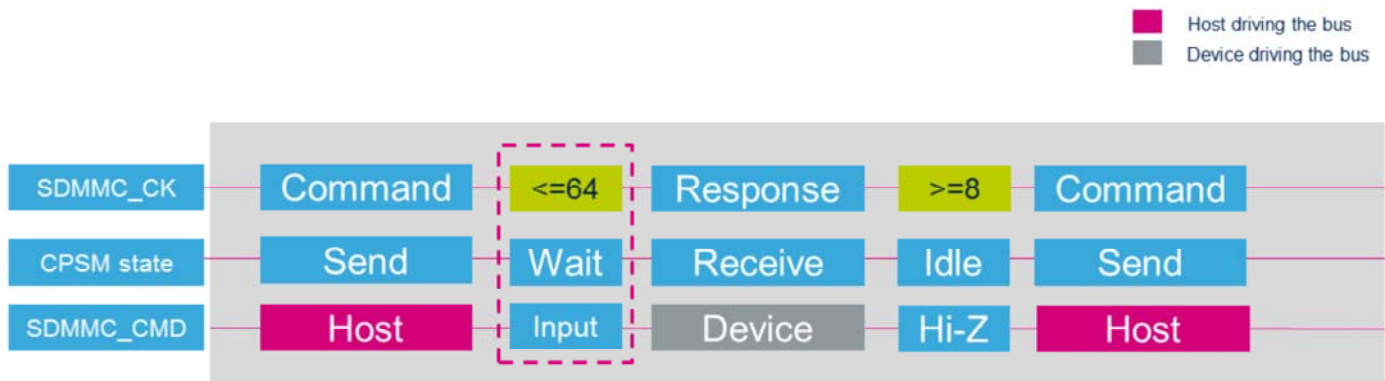 Host driving the bus
Device driving the bus
SDMMC_CK Command <=64 Response >=8 Command
CPSM state Send Wait Receive Idle Send
SDMMC_CMD Host Input Device Hi-Z Host